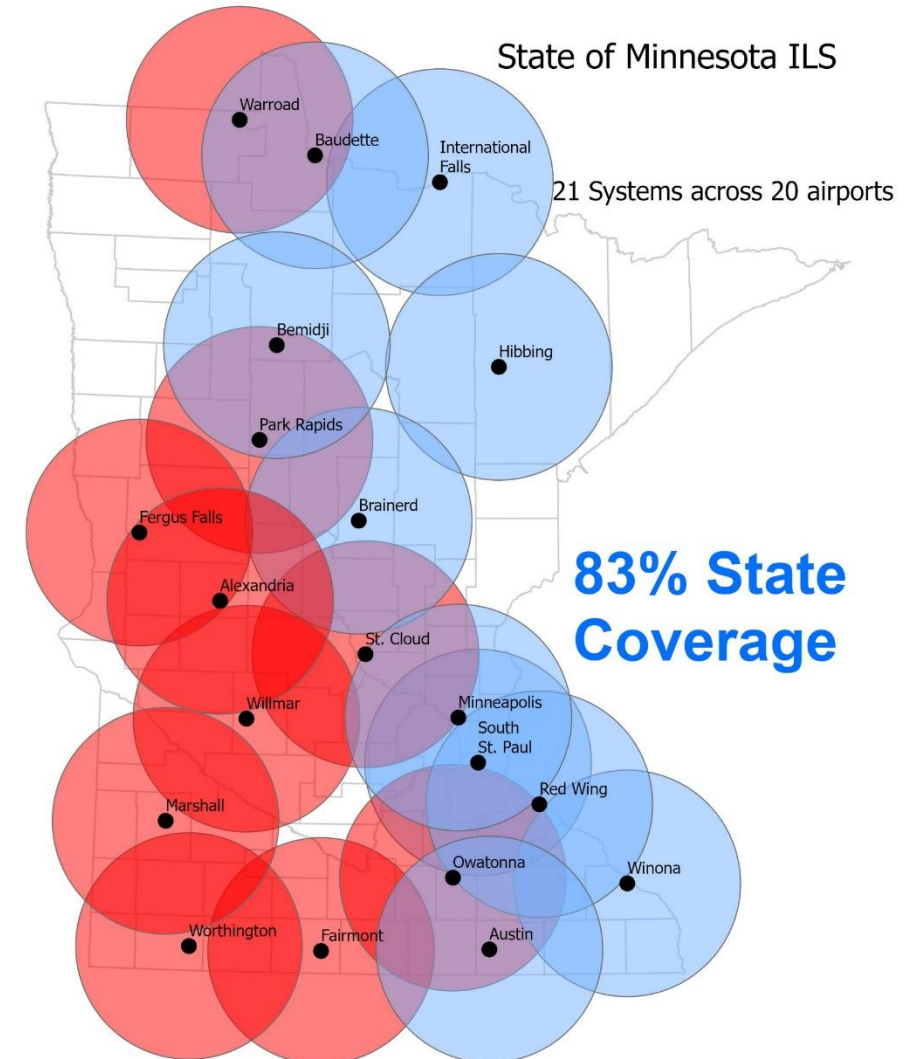 State of Minnesota ILS
Warroad
Baudette
International
Falls
21 Systems across 20 airports
Bemidji
Hibbing
Park Rapids
Brainerd
Fergus Falls
83% State
Coverage
Alexandria
St. Cloud
Willmar
Minneapolis
South
St. Paul
Red Wing
Marshall
Owatonna
Winona
Worthington
Fairmont
Austin